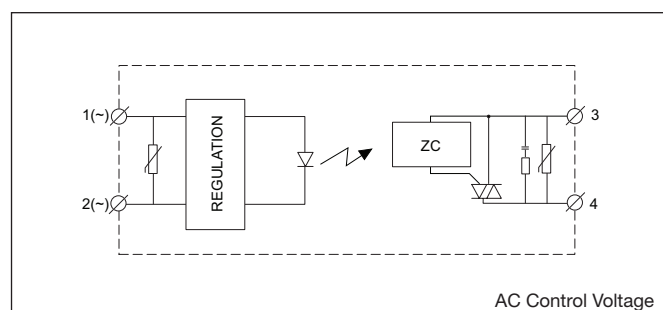 1(~)
2(~)
REGULATION
ZC
3
4
AC Control Voltage